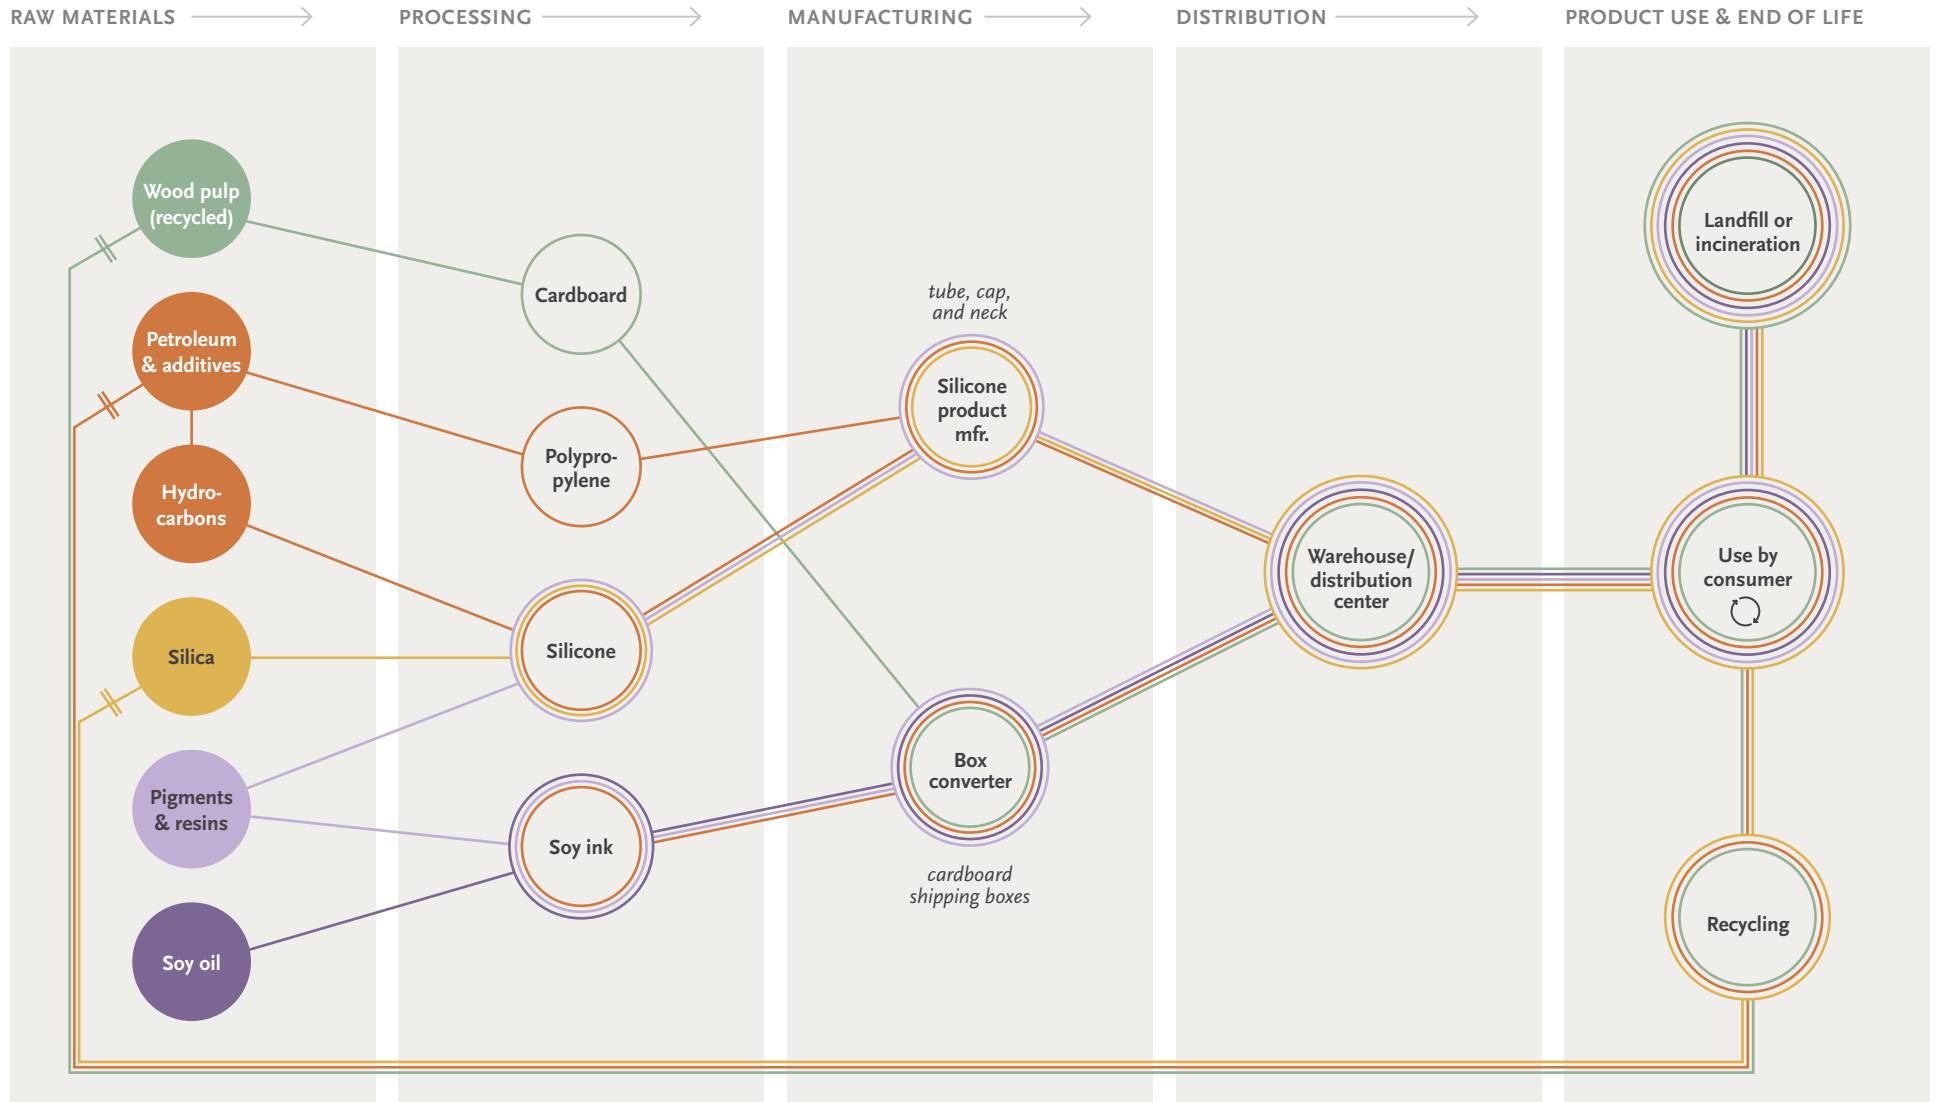 RAW MATERIALS
PROCESSING
MANUFACTURING
DISTRIBUTION
PRODUCT USE & END OF LIFE
Wood pulp
(recycled)
Petroleum
& additives
Hydro-
carbons
Silica
Pigments
& resins
Soy oil
Cardboard
Polypro-
pylene
Silicone
Soy ink
tube, cap,
and neck
Silicone
product
mfr.
Box
converter
cardboard
shipping boxes
Warehouse/
distribution
center
Landfill or
incineration
Use by
consumer
Recycling